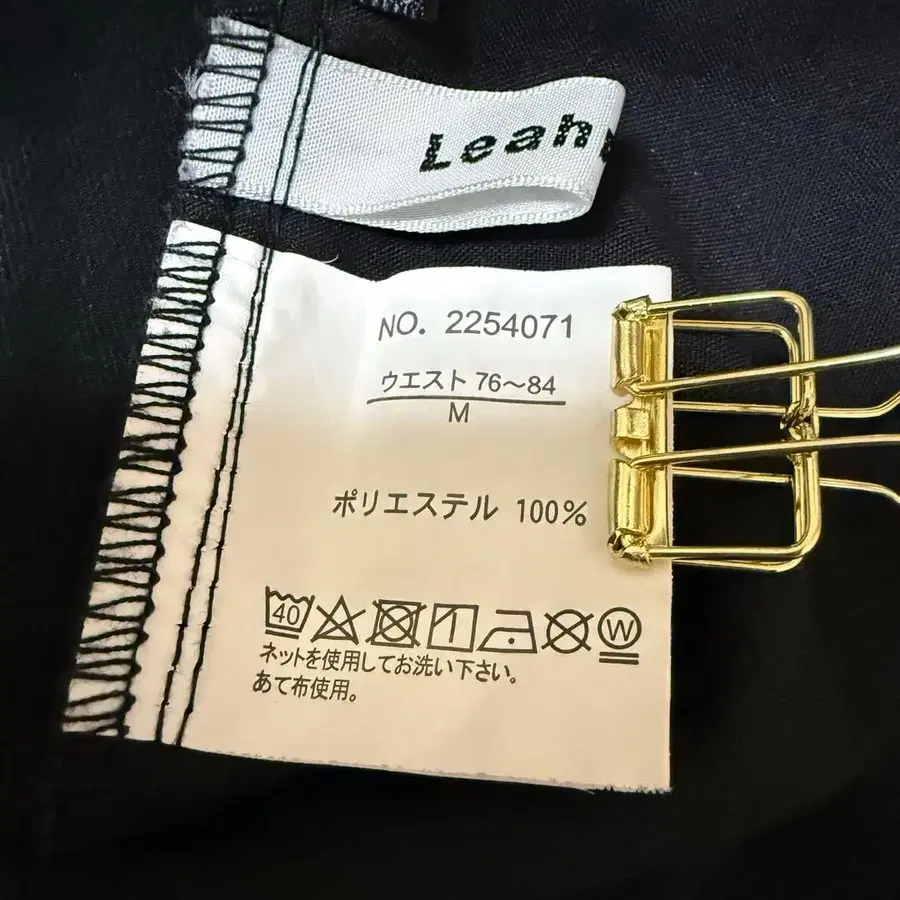 Leah
NO. 2254071
ウエスト 76～84
M
ポリエステル 100%
40 W
ネットを使用してお洗い下さい。
あて布使用。